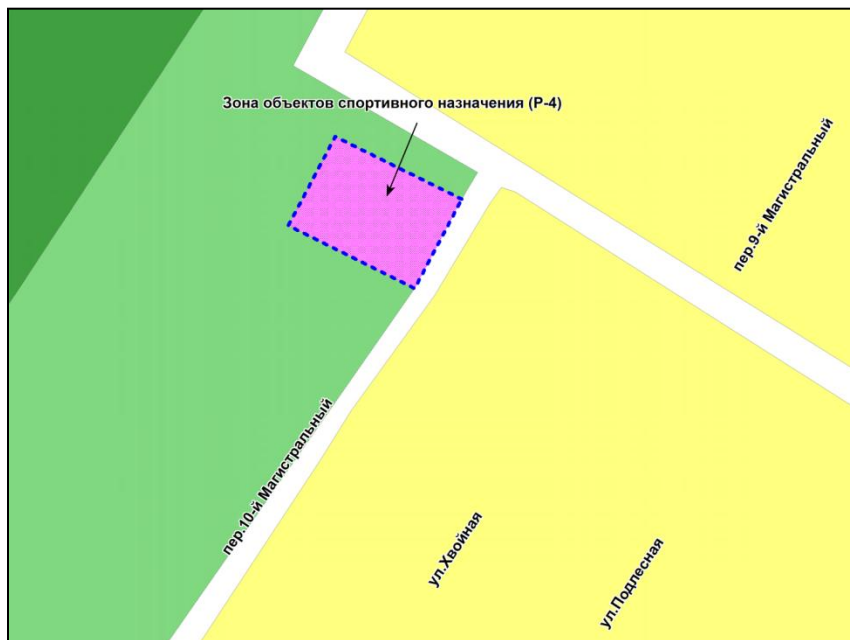 Зона объектов спортивного назначения (Р-4)
пер.9-й Магистральный
пер.10-й Магистральный
ул.Хвойная
ул.Подлесная